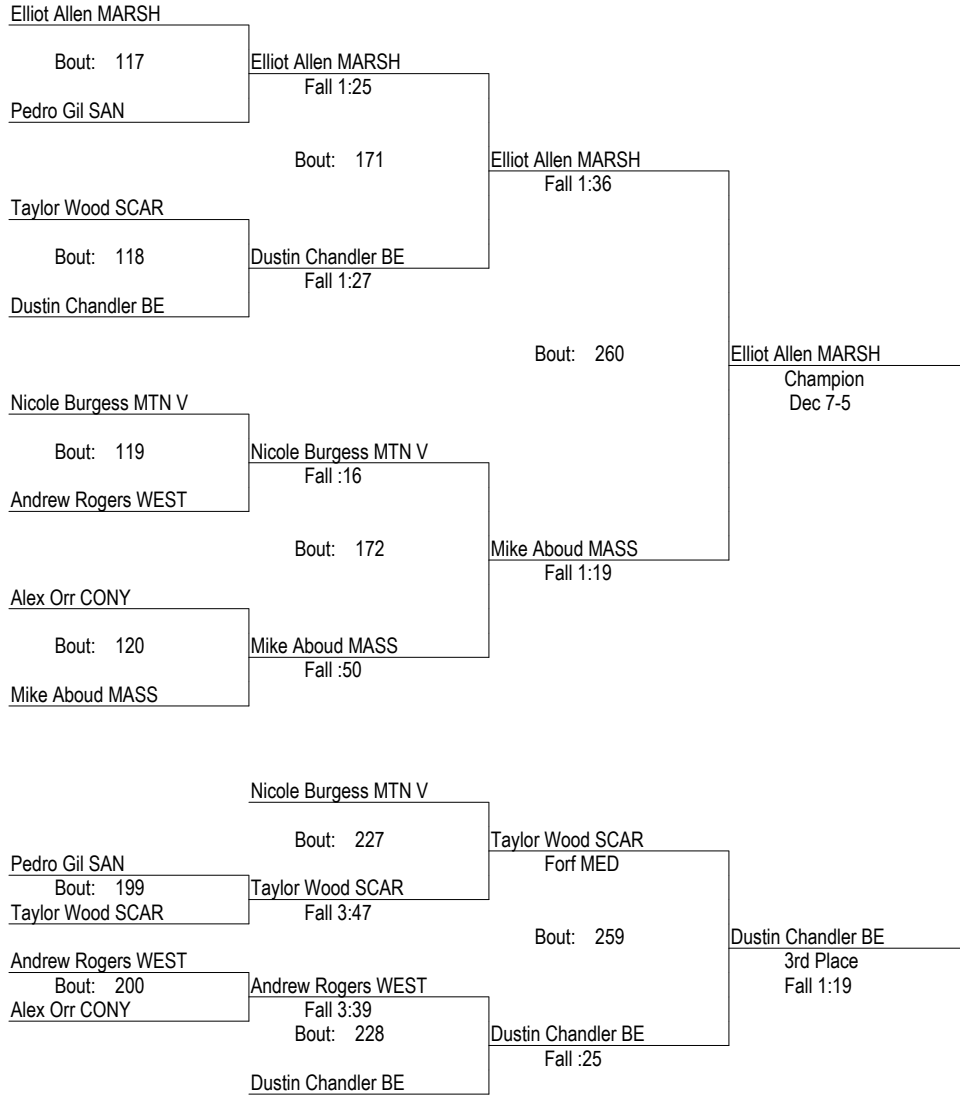 Elliot Allen MARSH
Bout: 117
Elliot Allen MARSH
Fall 1:25
Pedro Gil SAN
Bout: 171
Elliot Allen MARSH
Fall 1:36
Taylor Wood SCAR
Bout: 118
Dustin Chandler BE
Fall 1:27
Dustin Chandler BE
Bout: 260
Elliot Allen MARSH
Champion
Dec 7-5
Nicole Burgess MTN V
Bout: 119
Nicole Burgess MTN V
Fall :16
Andrew Rogers WEST
Bout: 172
Mike Aboud MASS
Fall 1:19
Alex Orr CONY
Bout: 120
Mike Aboud MASS
Fall :50
Mike Aboud MASS
Nicole Burgess MTN V
Bout: 227
Taylor Wood SCAR
Forf MED
Pedro Gil SAN
Bout: 199
Taylor Wood SCAR
Taylor Wood SCAR
Fall 3:47
Bout: 259
Dustin Chandler BE
3rd Place
Fall 1:19
Andrew Rogers WEST
Bout: 200
Andrew Rogers WEST
Alex Orr CONY
Fall 3:39
Bout: 228
Dustin Chandler BE
Fall :25
Dustin Chandler BE